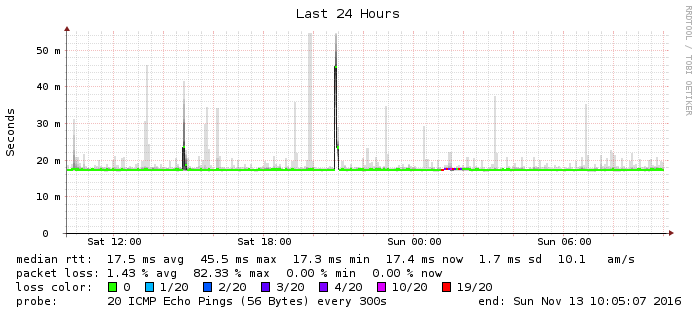 Last 24 Hours
RRDTOOL / TOBI OETIKER
Seconds
50 m
40 m
30 m
20 m
10 m
0
Sat 12:00 Sat 18:00 Sun 00:00 Sun 06:00
median rtt: 17.5 ms avg 45.5 ms max 17.3 ms min 17.4 ms now 1.7 ms sd 10.1 am/s
packet loss: 1.43 % avg 82.33 % max 0.00 % min 0.00 % now
loss color: 0 1/20 2/20 3/20 4/20 10/20 19/20
probe: 20 ICMP Echo Pings (56 Bytes) every 300s end: Sun Nov 13 10:05:07 2016